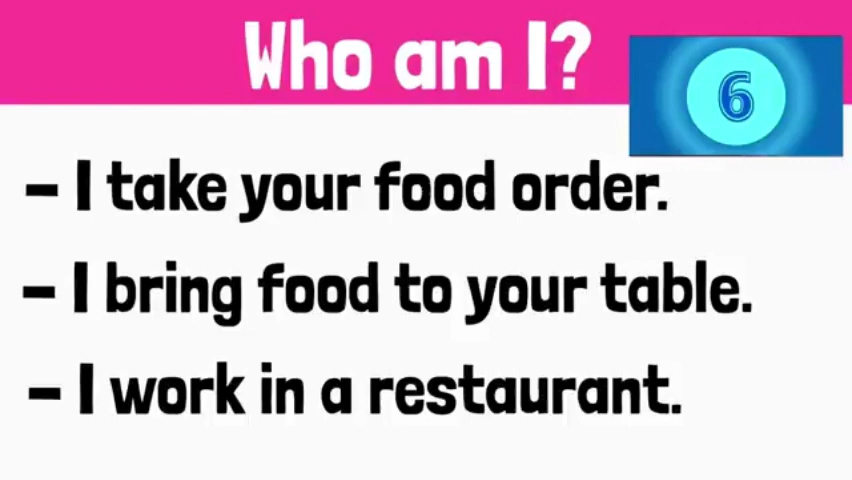 Who am I?
6
– I take your food order.
– I bring food to your table.
– I work in a restaurant.